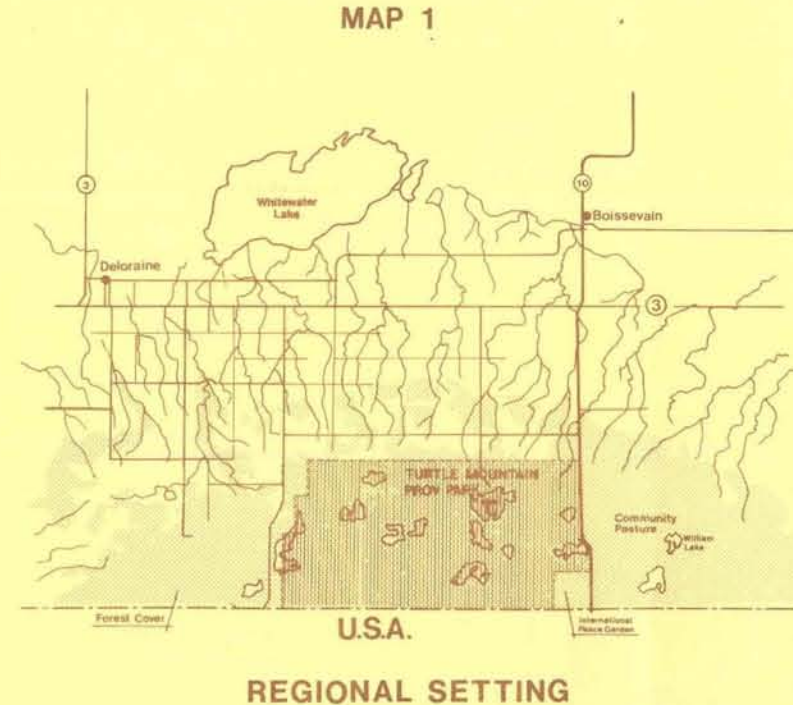 MAP 1
3
Whitewater
Lake
10
Boissevain
Deloraine
3
TURTLE MOUNTAIN
PROV PARK
Community
Pasture
William
Lake
Forest Cover
International
Peace Garden
U.S.A.
REGIONAL SETTING